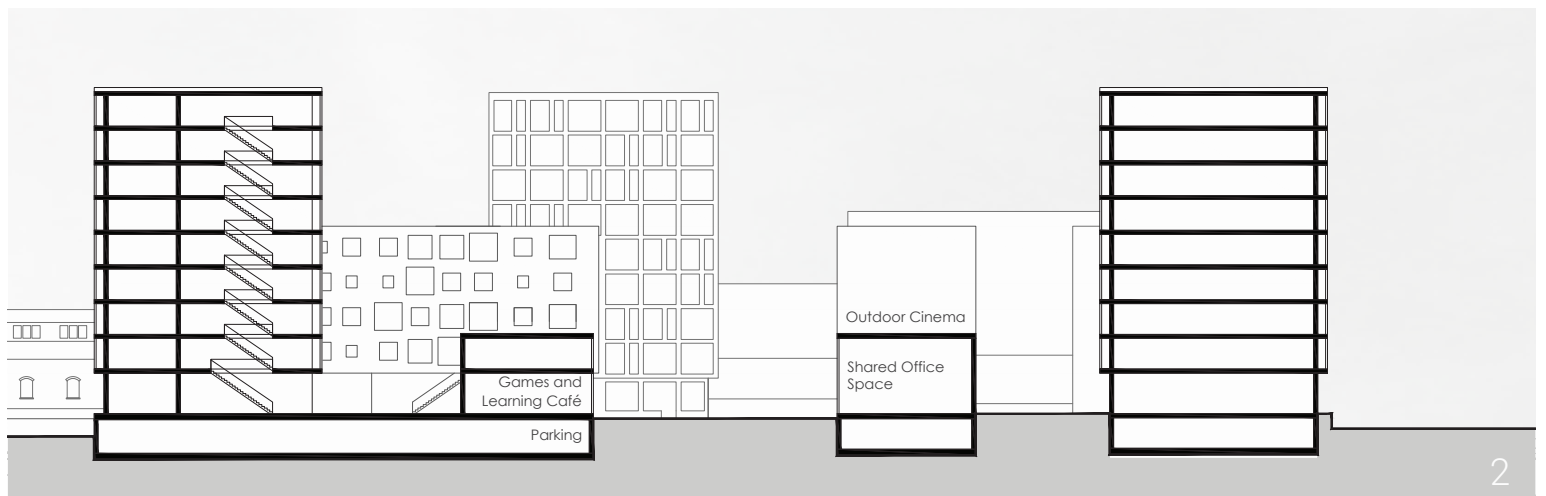 Outdoor Cinema
Shared Office
Space
Games and
Learning Café
Parking
2